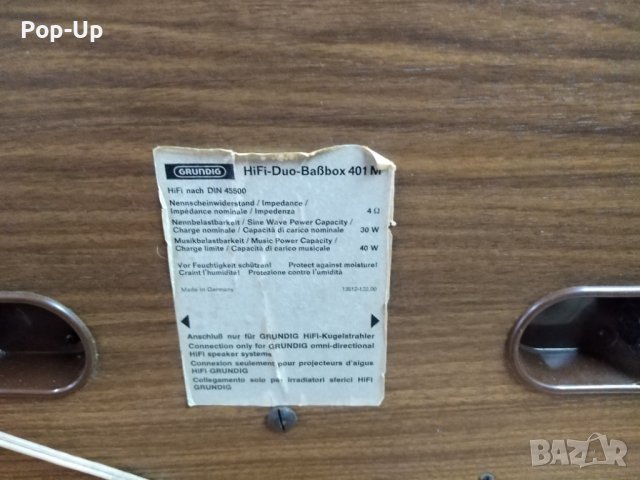 Pop-Up
GRUNDIG HiFi-Duo-Baßbox 401 M
HiFi nach DIN 45500
Nennscheinwiderstand / Impedance /
Impédance nominale / Impedenza 4 Ω
Nennbelastbarkeit / Sine Wave Power Capacity /
Charge nominale / Capacità di carico nominale 30 W
Musikbelastbarkeit / Music Power Capacity /
Charge limite / Capacità di carico musicale 40 W
Vor Feuchtigkeit schützen! Protect against moisture!
Craint l'humidité! Protezione contro l'umidità
Made in Germany
Anschluß nur für GRUNDIG HiFi-Kugelstrahler
Connection only for GRUNDIG omni-directional
HiFi speaker systems
Connexion seulement pour projecteurs d'aigus
HiFi GRUNDIG
Collegamento solo per irradiatori sferici HiFi
GRUNDIG
BAZAR